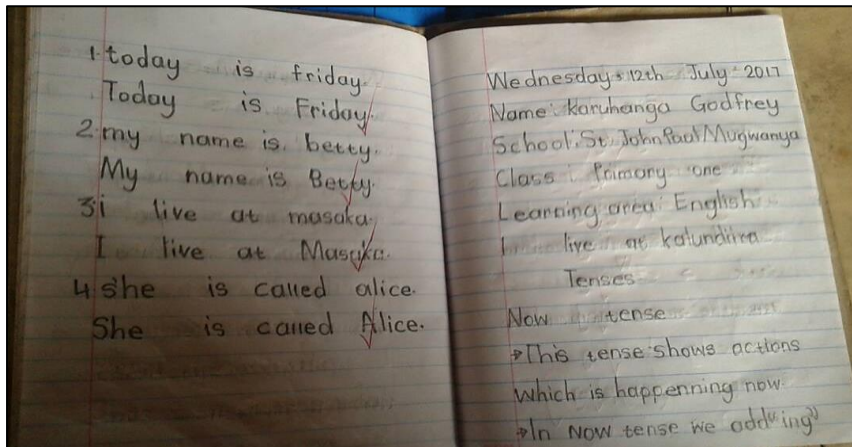 1. today is friday.
Today is Friday.
2. my name is betty.
My name is Betty.
3. i live at masaka.
I live at Masaka.
4 she is called alice.
She is called Alice.
Wednesday 12th July 2017
Name: Karuhanga Godfrey
School: St. John Paul Mugwanya
Class: Primary one
Learning area: English
I live at
Tenses
Now tense
→This tense shows actions
which is happenning now.
→In Now tense we add "ing"